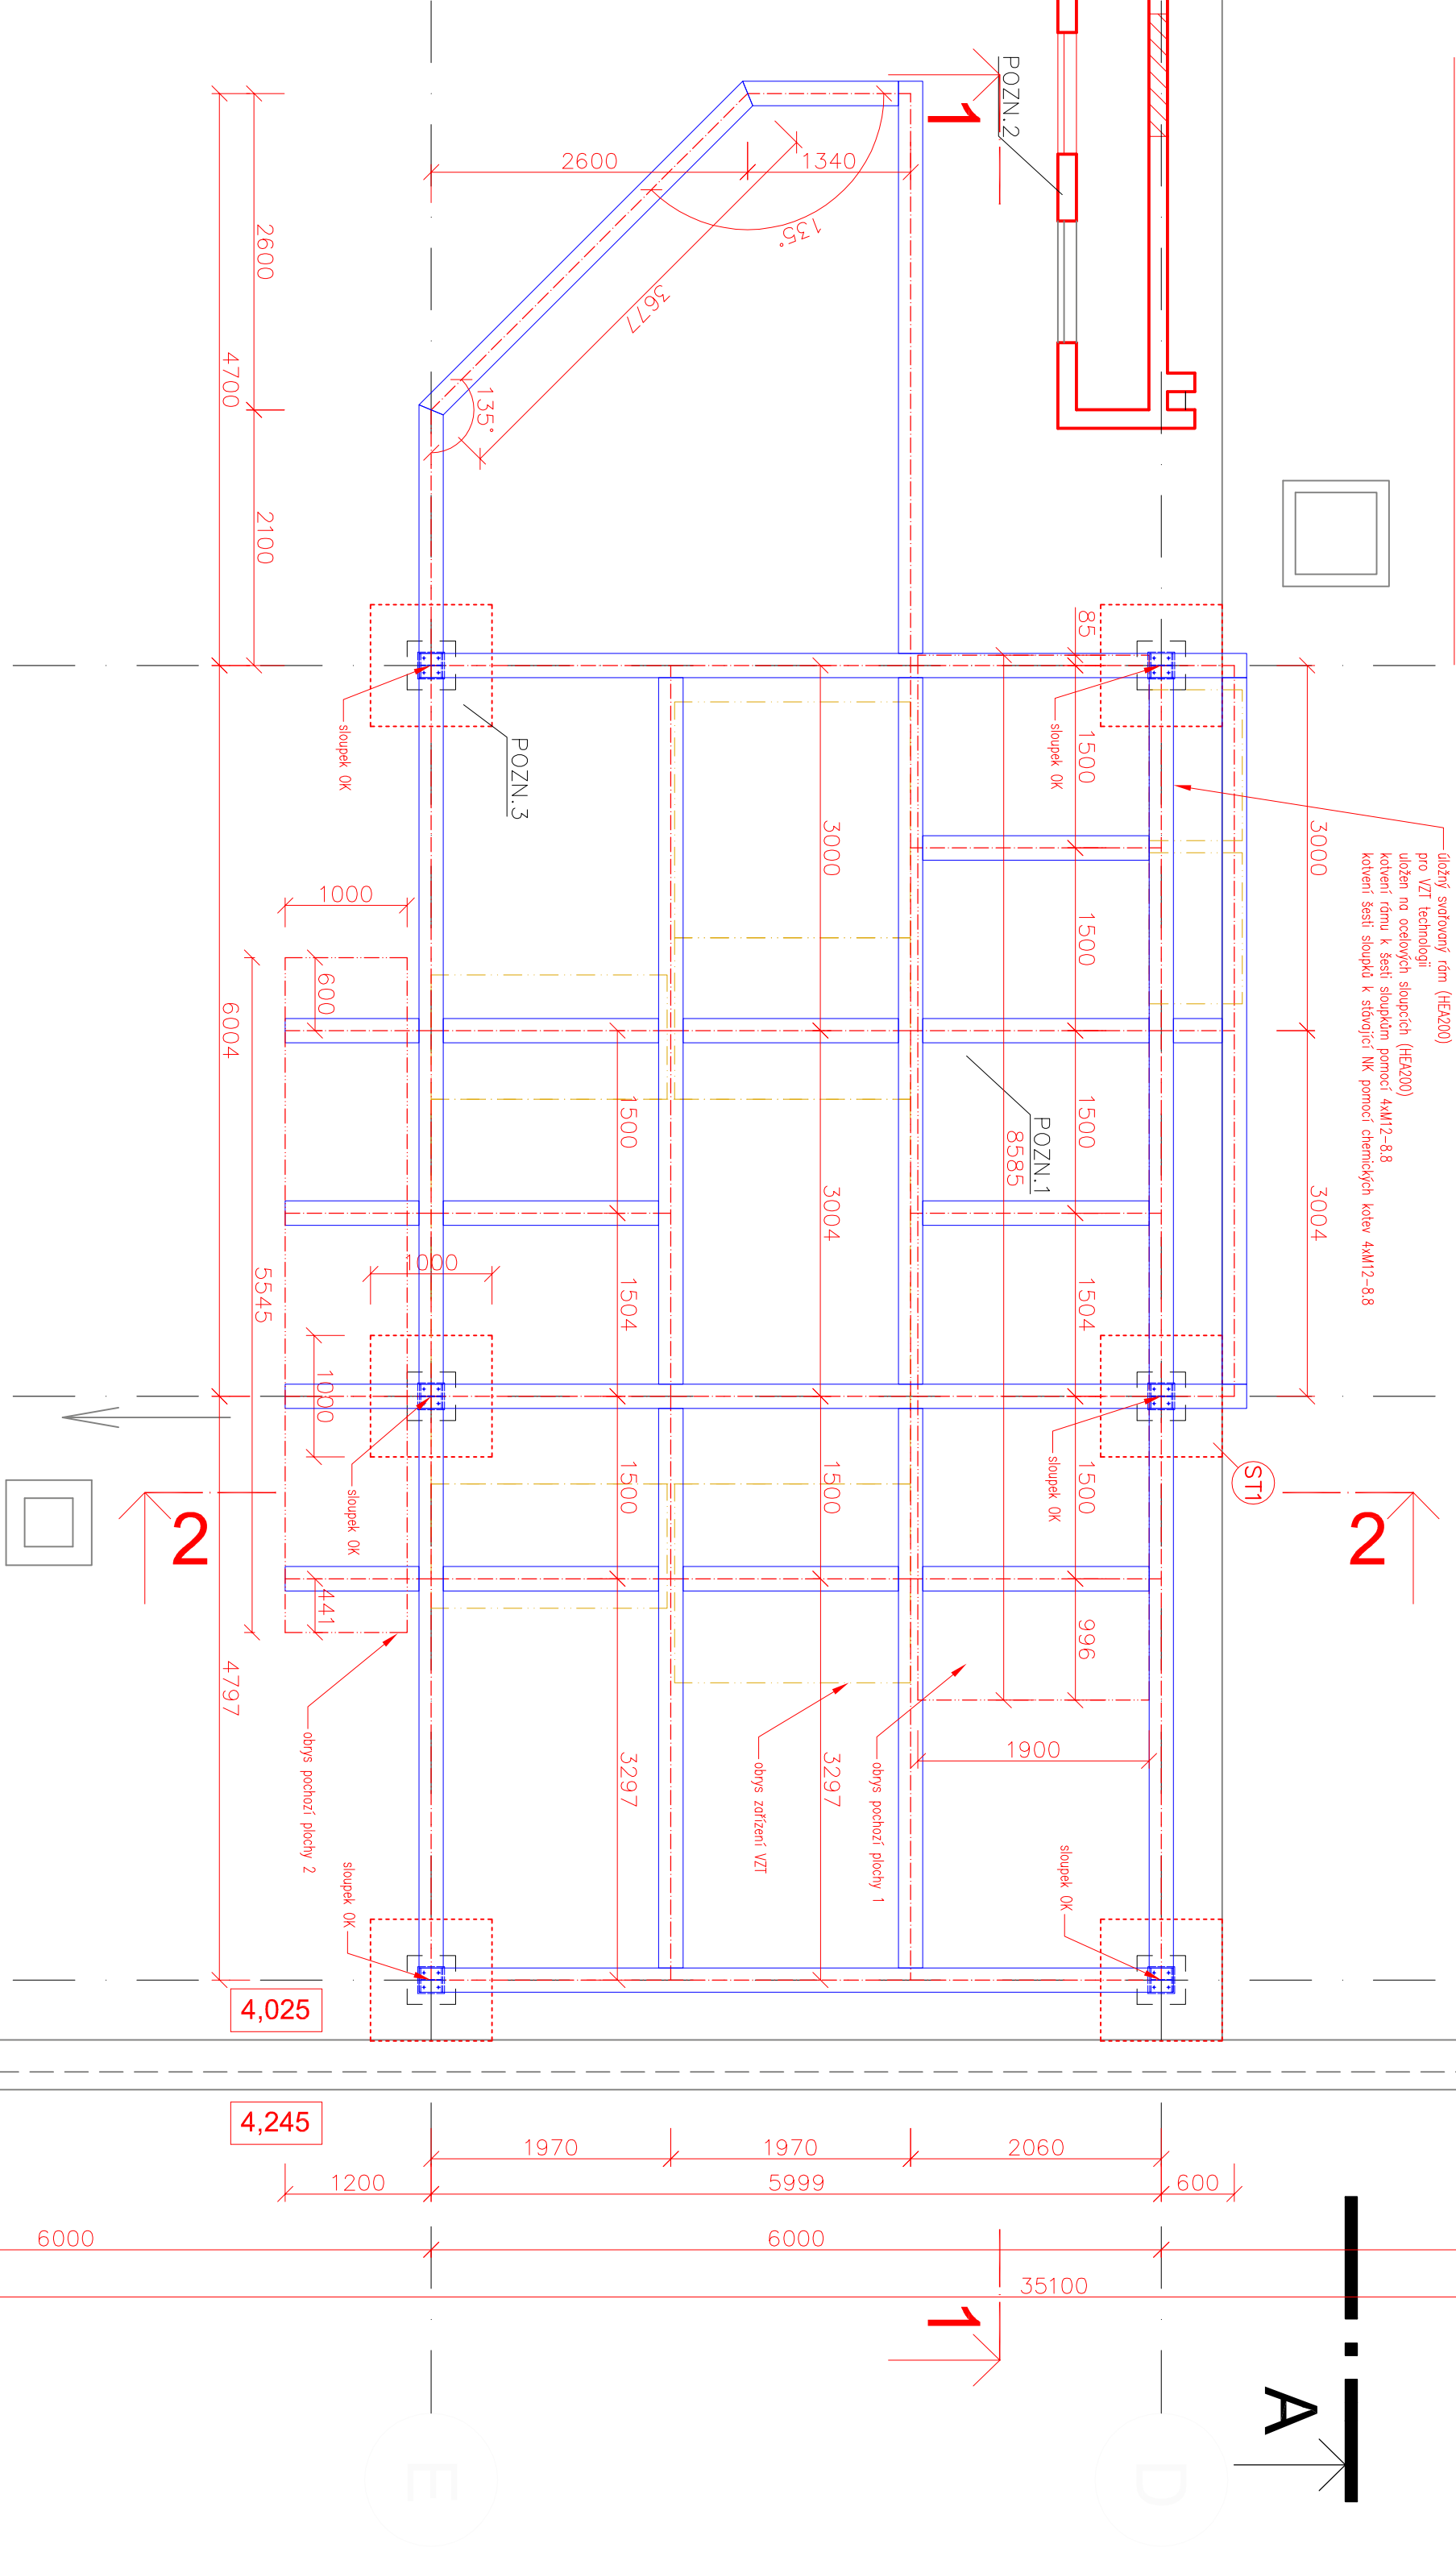 POZN.2
1
1340
2600
135°
3677
135°
2600
4700
2100
úložný svařovaný rám (HEA200)
pro VZT technologii
uložen na ocelových sloupcích (HEA200)
kotvení rámu k šesti sloupkům pomocí 4xM12-8.8
kotvení šesti sloupků k stávající NK pomocí chemických kotev 4xM12-8.8
85
sloupek OK
sloupek OK
POZN.3
1500
3000
3000
1500
1000
600
6004
1500
1500
POZN.1
8585
3004
3004
1000
1504
1504
5545
1000
sloupek OK
sloupek OK
ST1
1500
1500
1500
2
2
441
996
4797
1900
3297
3297
obrys pochozí plochy 2
obrys zařízení VZT
obrys pochozí plochy 1
sloupek OK
sloupek OK
4,025
4,245
1970
1970
2060
1200
5999
600
6000
6000
35100
1
A
E
D